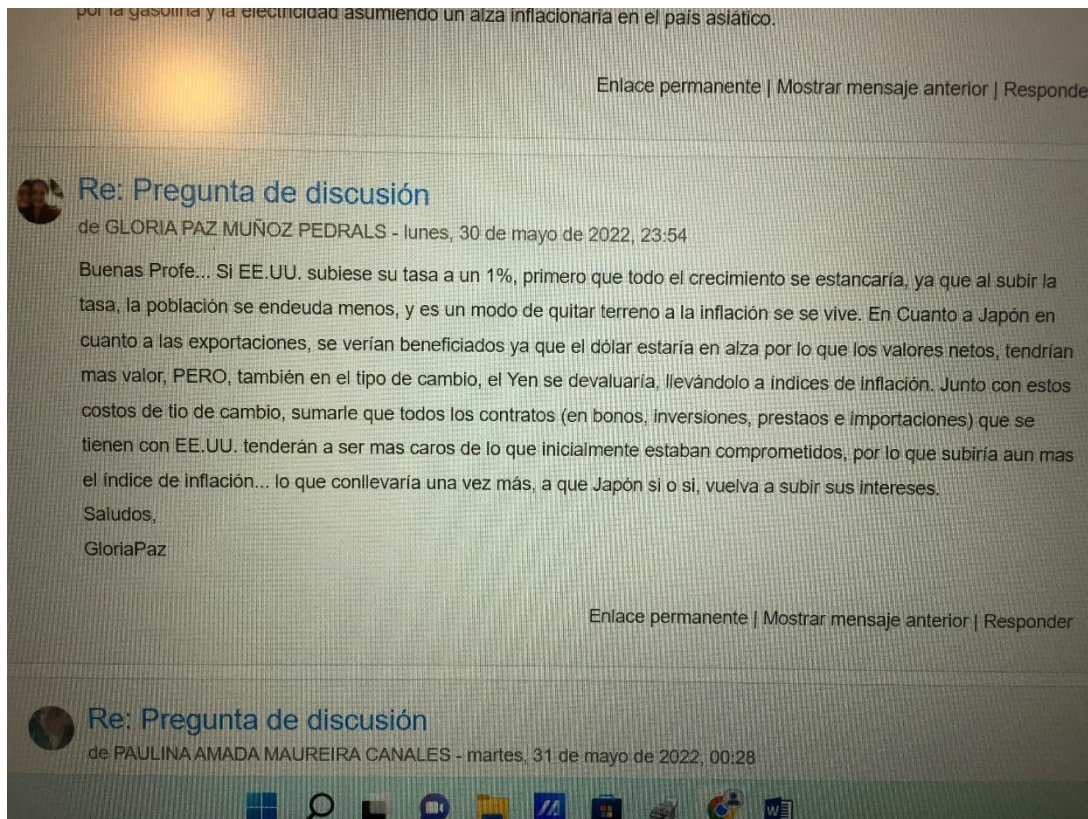 por la gasolina y la electricidad asumiendo un alza inflacionaria en el país asiático.
Enlace permanente | Mostrar mensaje anterior | Responde
Re: Pregunta de discusión
de GLORIA PAZ MUÑOZ PEDRALS - lunes, 30 de mayo de 2022, 23:54
Buenas Profe... Si EE.UU. subiese su tasa a un 1%, primero que todo el crecimiento se estancaría, ya que al subir la
tasa, la población se endeuda menos, y es un modo de quitar terreno a la inflación se se vive. En Cuanto a Japón en
cuanto a las exportaciones, se verían beneficiados ya que el dólar estaría en alza por lo que los valores netos, tendrían
mas valor, PERO, también en el tipo de cambio, el Yen se devaluaría, llevándolo a índices de inflación. Junto con estos
costos de tio de cambio, sumarle que todos los contratos (en bonos, inversiones, prestaos e importaciones) que se
tienen con EE.UU. tenderán a ser mas caros de lo que inicialmente estaban comprometidos, por lo que subiría aun mas
el índice de inflación... lo que conllevaría una vez más, a que Japón si o si, vuelva a subir sus intereses.
Saludos,
GloriaPaz
Enlace permanente | Mostrar mensaje anterior | Responder
Re: Pregunta de discusión
de PAULINA AMADA MAUREIRA CANALES - martes, 31 de mayo de 2022, 00:28